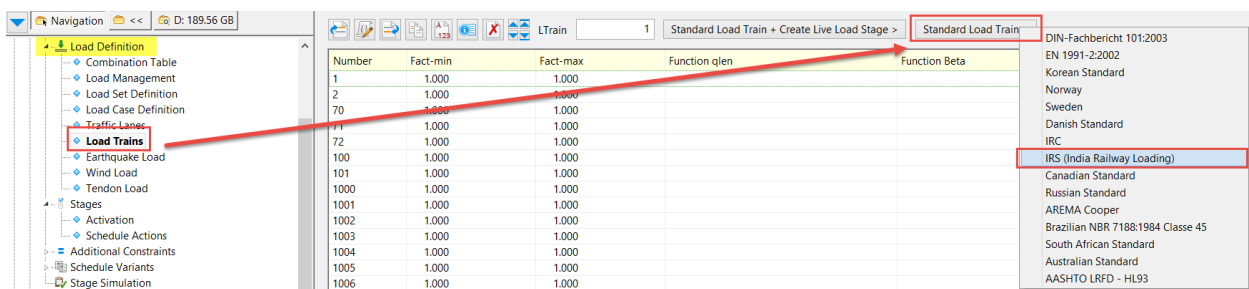 Navigation << D: 189.56 GB
Load Definition
Combination Table
Load Management
Load Set Definition
Load Case Definition
Traffic Lanes
Load Trains
Earthquake Load
Wind Load
Tendon Load
Stages
Activation
Schedule Actions
Additional Constraints
Schedule Variants
Stage Simulation
LTrain 1 Standard Load Train + Create Live Load Stage > Standard Load Train
Number Fact-min Fact-max Function qlen Function Beta
1 1.000 1.000
2 1.000 1.000
70 1.000 1.000
71 1.000 1.000
72 1.000 1.000
100 1.000 1.000
101 1.000 1.000
1000 1.000 1.000
1001 1.000 1.000
1002 1.000 1.000
1003 1.000 1.000
1004 1.000 1.000
1005 1.000 1.000
1006 1.000 1.000
DIN-Fachbericht 101:2003
EN 1991-2:2002
Korean Standard
Norway
Sweden
Danish Standard
IRC
IRS (India Railway Loading)
Canadian Standard
Russian Standard
AREMA Cooper
Brazilian NBR 7188:1984 Classe 45
South African Standard
Australian Standard
AASHTO LRFD - HL93